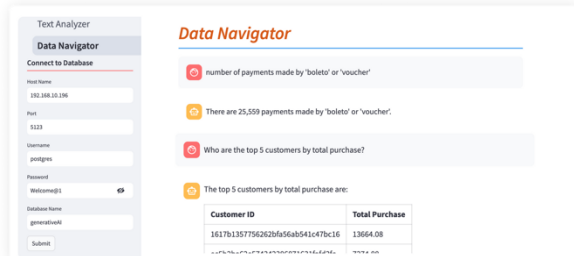 Text Analyzer
Data Navigator
Connect to Database
Host Name
192.168.10.196
Port
5123
Username
postgres
Password
Welcome@1
Database Name
generativeAI
Submit
Data Navigator
number of payments made by 'boleto' or 'voucher'
There are 25,559 payments made by 'boleto' or 'voucher'.
Who are the top 5 customers by total purchase?
The top 5 customers by total purchase are:
Customer ID Total Purchase
1617b1357756262bfa56ab541c47bc16 13664.08